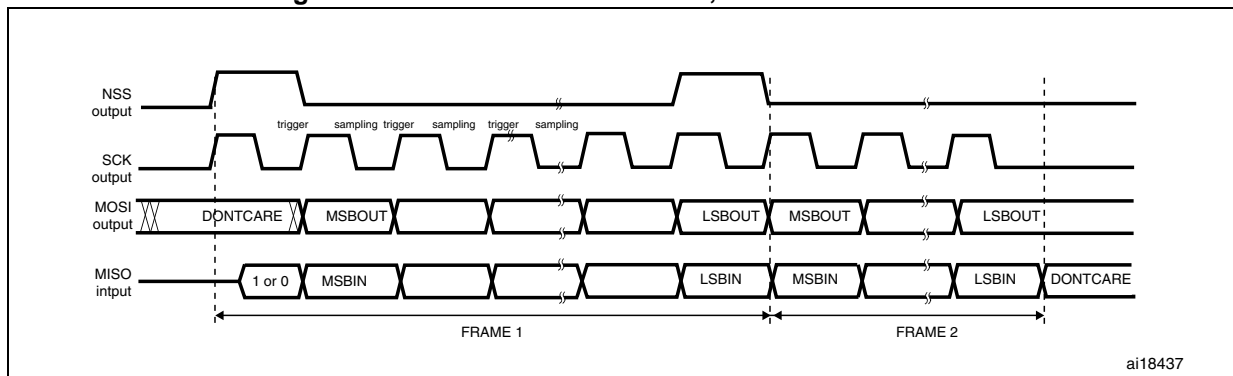 NSS
output
trigger sampling trigger sampling trigger sampling
SCK
output
MOSI
output
DONTCARE MSBOUT LSBOUT MSBOUT LSBOUT
MISO
intput
1 or 0 MSBIN LSBIN MSBIN LSBIN DONTCARE
FRAME 1 FRAME 2
ai18437